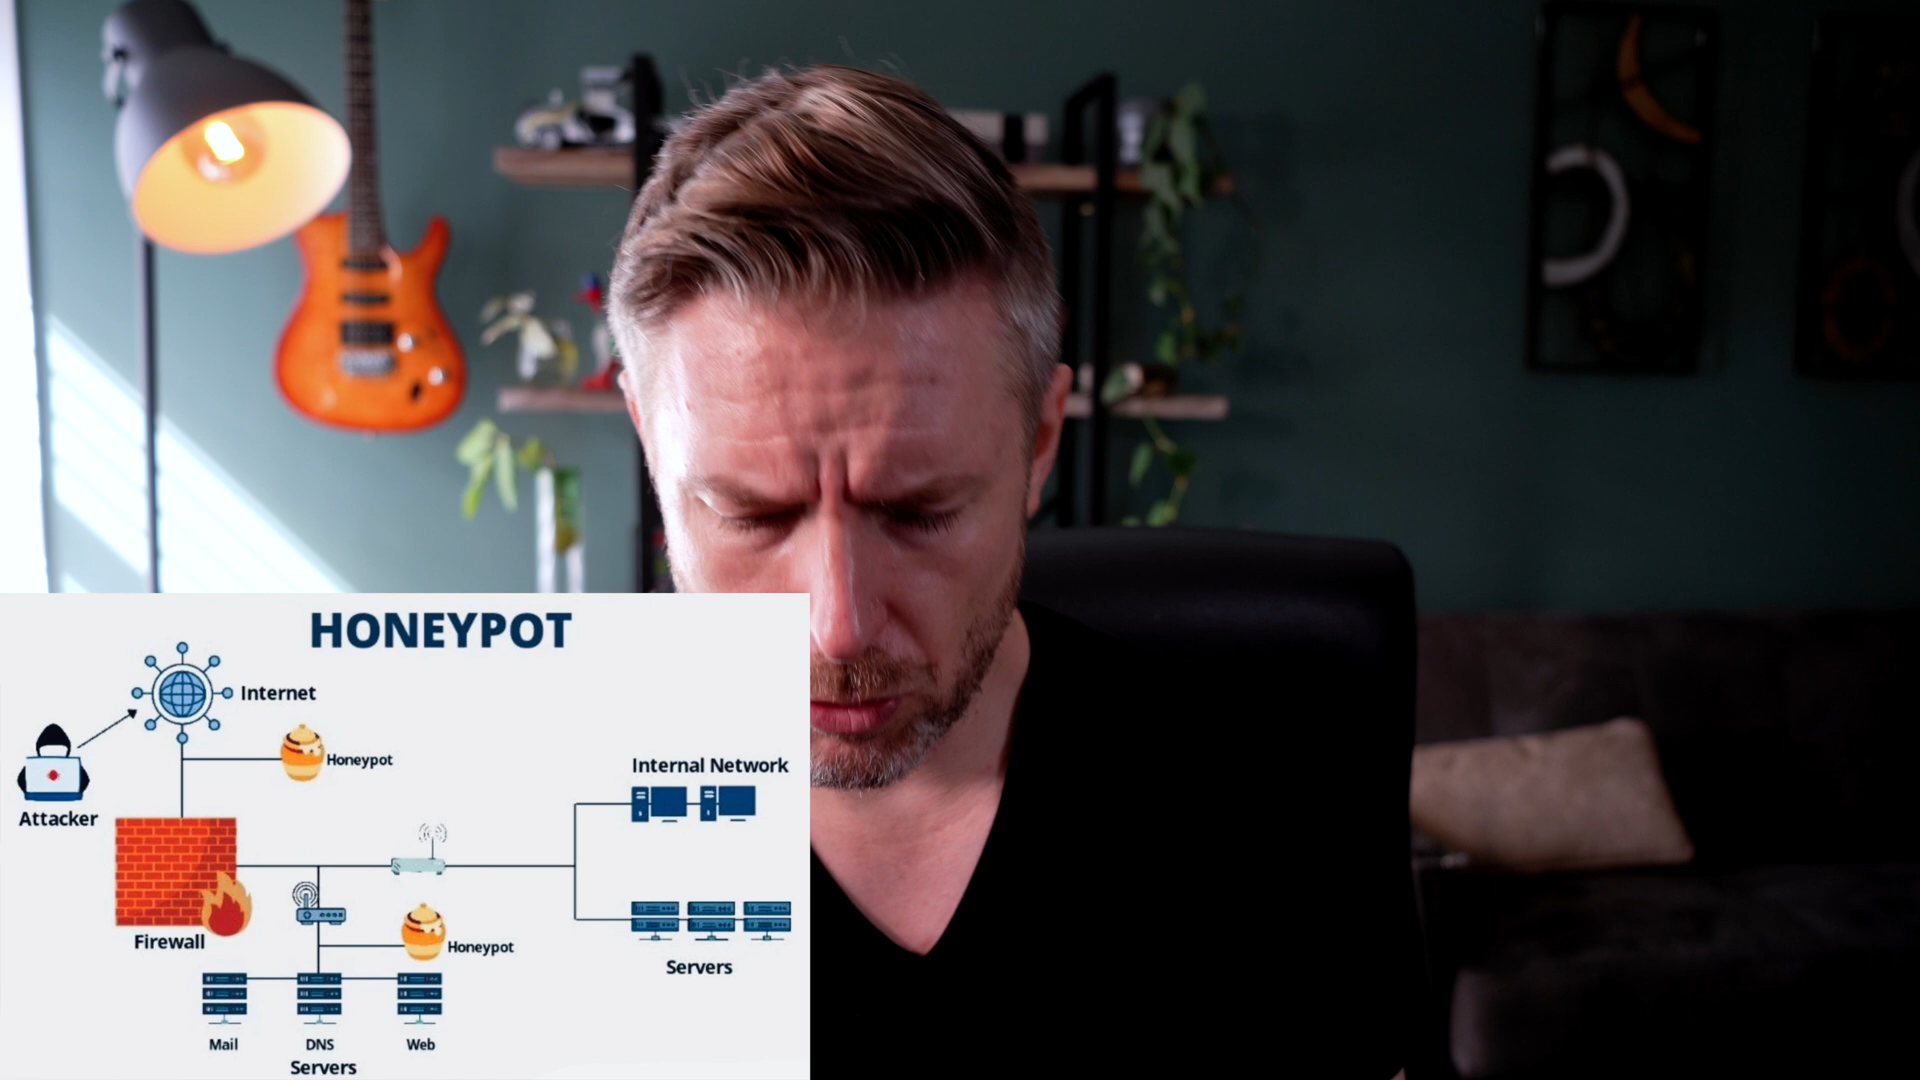 HONEYPOT
Internet
Honeypot
Attacker
Internal Network
Firewall
Honeypot
Servers
Mail
DNS
Web
Servers